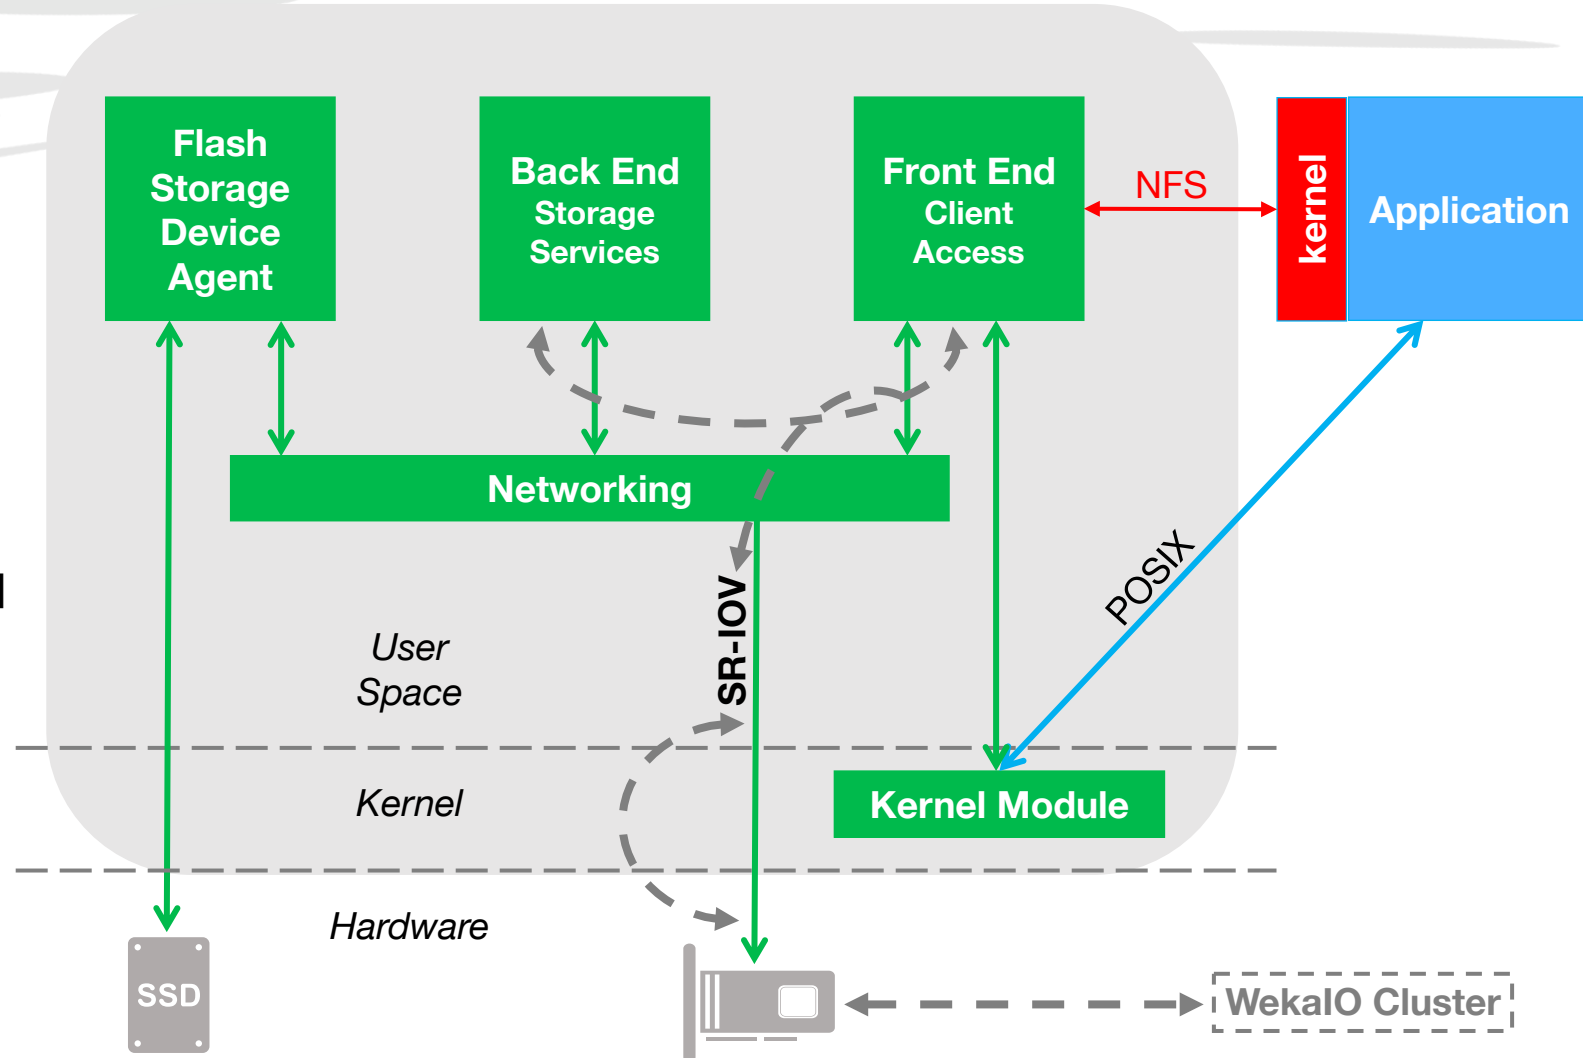 Flash
Storage
Device
Agent
Back End
Storage
Services
Front End
Client
Access
NFS
kernel
Application
Networking
SR-IOV
POSIX
User
Space
Kernel
Kernel Module
Hardware
SSD
WekaIO Cluster